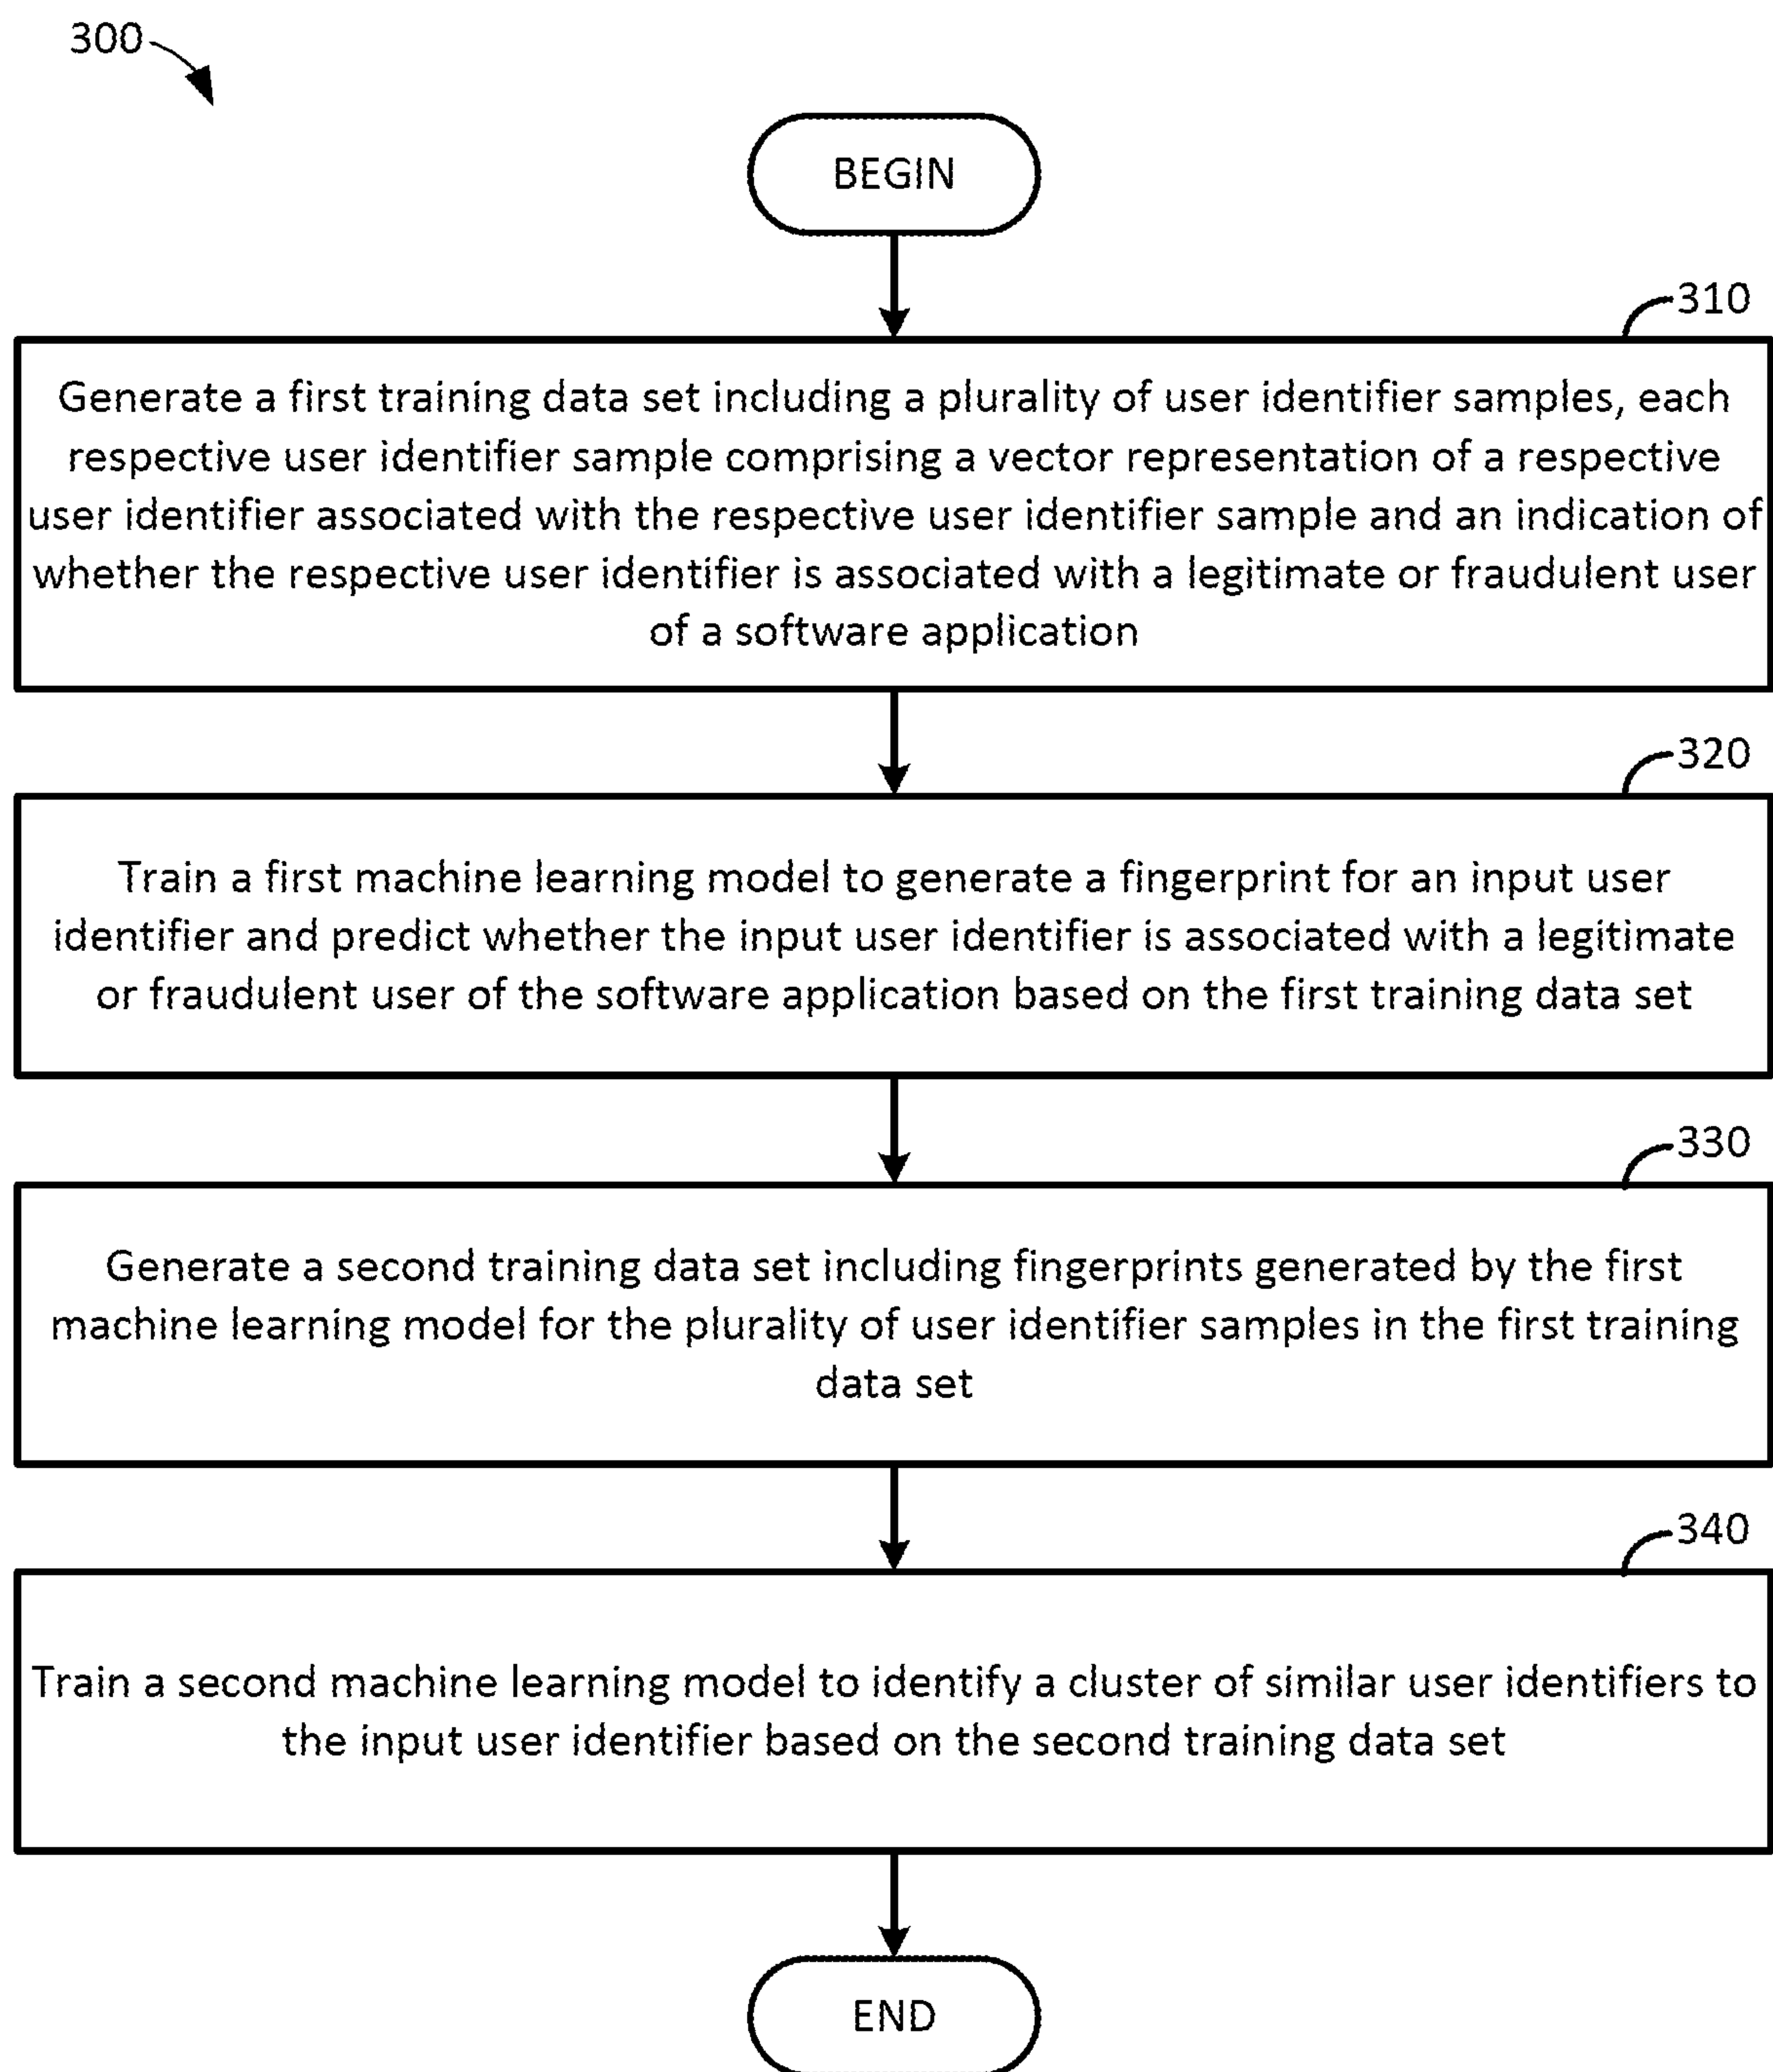 300
BEGIN
310
Generate a first training data set including a plurality of user identifier samples, each
respective user identifier sample comprising a vector representation of a respective
user identifier associated with the respective user identifier sample and an indication of
whether the respective user identifier is associated with a legitimate or fraudulent user
of a software application
320
Train a first machine learning model to generate a fingerprint for an input user
identifier and predict whether the input user identifier is associated with a legitimate
or fraudulent user of the software application based on the first training data set
330
Generate a second training data set including fingerprints generated by the first
machine learning model for the plurality of user identifier samples in the first training
data set
340
Train a second machine learning model to identify a cluster of similar user identifiers to
the input user identifier based on the second training data set
END